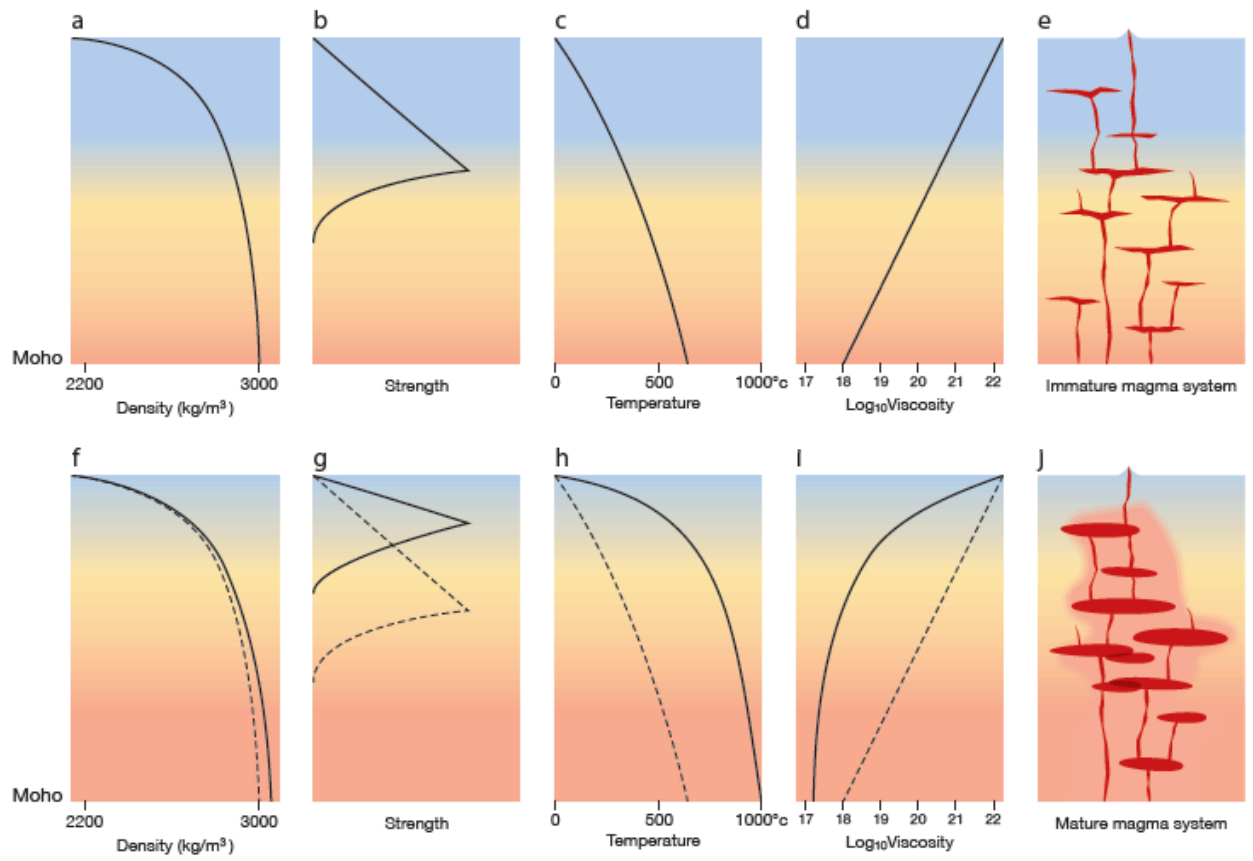 a b c d e
Moho
2200 3000
Density (kg/m³)
Strength
0 500 1000°c
Temperature
17 18 19 20 21 22
Log₁₀Viscosity
Immature magma system
f g h i j
Moho
2200 3000
Density (kg/m³)
Strength
0 500 1000°c
Temperature
17 18 19 20 21 22
Log₁₀Viscosity
Mature magma system